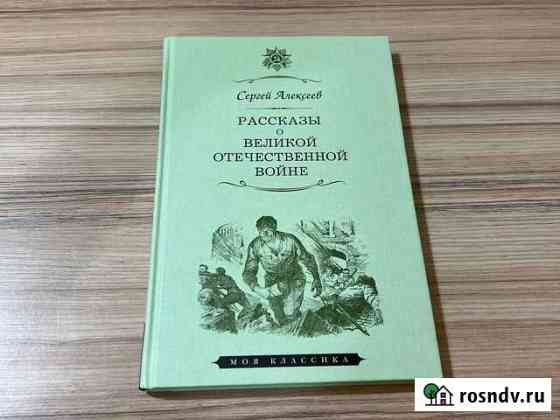 Сергей Алексеев
РАССКАЗЫ
О
ВЕЛИКОЙ
ОТЕЧЕСТВЕННОЙ
ВОЙНЕ
МОЯ КЛАССИКА
rosndv.ru